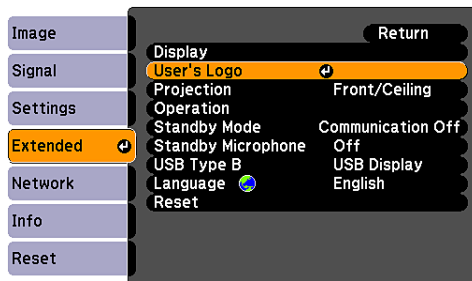 Image
Signal
Settings
Extended
Network
Info
Reset
Return
Display
User's Logo
Projection Front/Ceiling
Operation
Standby Mode Communication Off
Standby Microphone Off
USB Type B USB Display
Language English
Reset